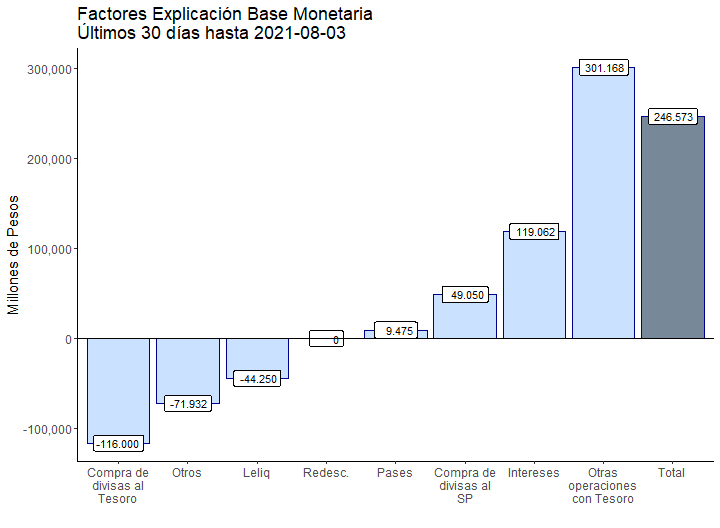 Factores Explicación Base Monetaria
Últimos 30 días hasta 2021-08-03
Millones de Pesos
300,000
200,000
100,000
0
-100,000
-116.000
-71.932
-44.250
0
9.475
49.050
119.062
301.168
246.573
Compra de
divisas al
Tesoro
Otros
Leliq
Redesc.
Pases
Compra de
divisas al
SP
Intereses
Otras
operaciones
con Tesoro
Total